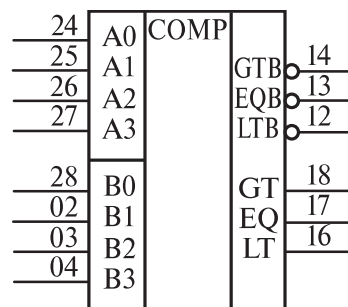 24 A0 COMP
25 A1 GTB 14
26 A2 EQB 13
27 A3 LTB 12
28 B0 GT 18
02 B1 EQ 17
03 B2 LT 16
04 B3